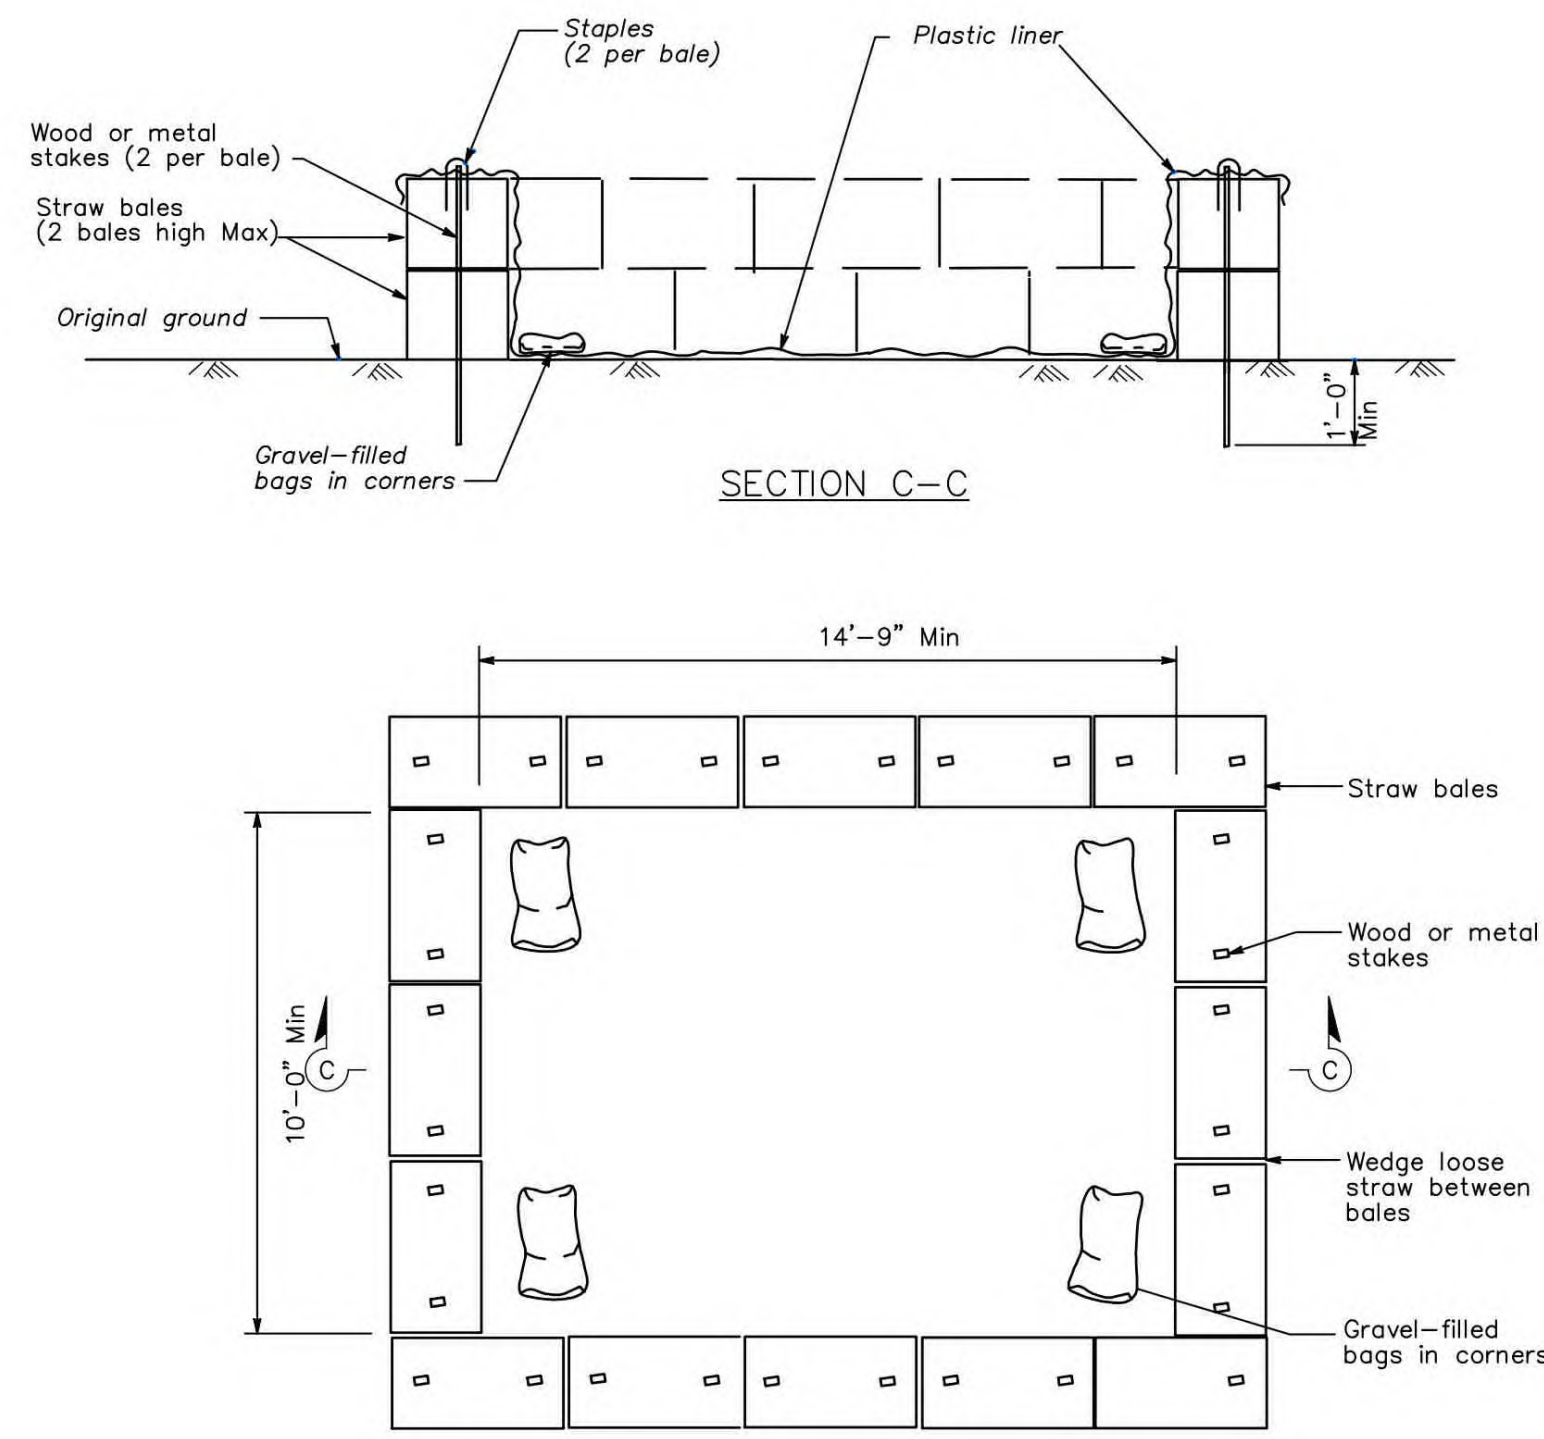 Staples
(2 per bale)
Plastic liner
Wood or metal
stakes (2 per bale)
Straw bales
(2 bales high Max)
Original ground
1'-0"
Min
Gravel-filled
bags in corners
SECTION C-C
14'-9" Min
Straw bales
Wood or metal
stakes
10'-0" Min
C
C
Wedge loose
straw between
bales
Gravel-filled
bags in corners